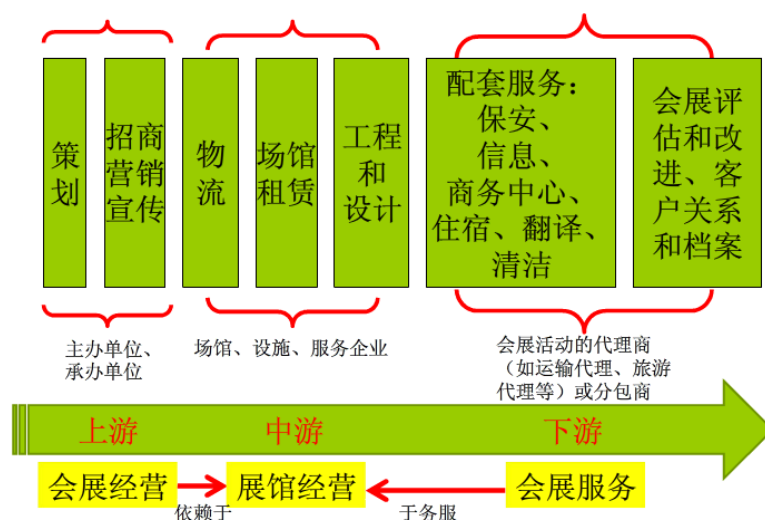 策
划
招商
营销
宣传
物
流
场馆
租赁
工程
和
设计
配套服务：
保安、
信息、
商务中心、
住宿、翻译、
清洁
会展评
估和改
进、客
户关系
和档案
主办单位、
承办单位
场馆、设施、服务企业
会展活动的代理商
（如运输代理、旅游
代理等）或分包商
上游
中游
下游
会展经营
展馆经营
会展服务
依赖于
于务服